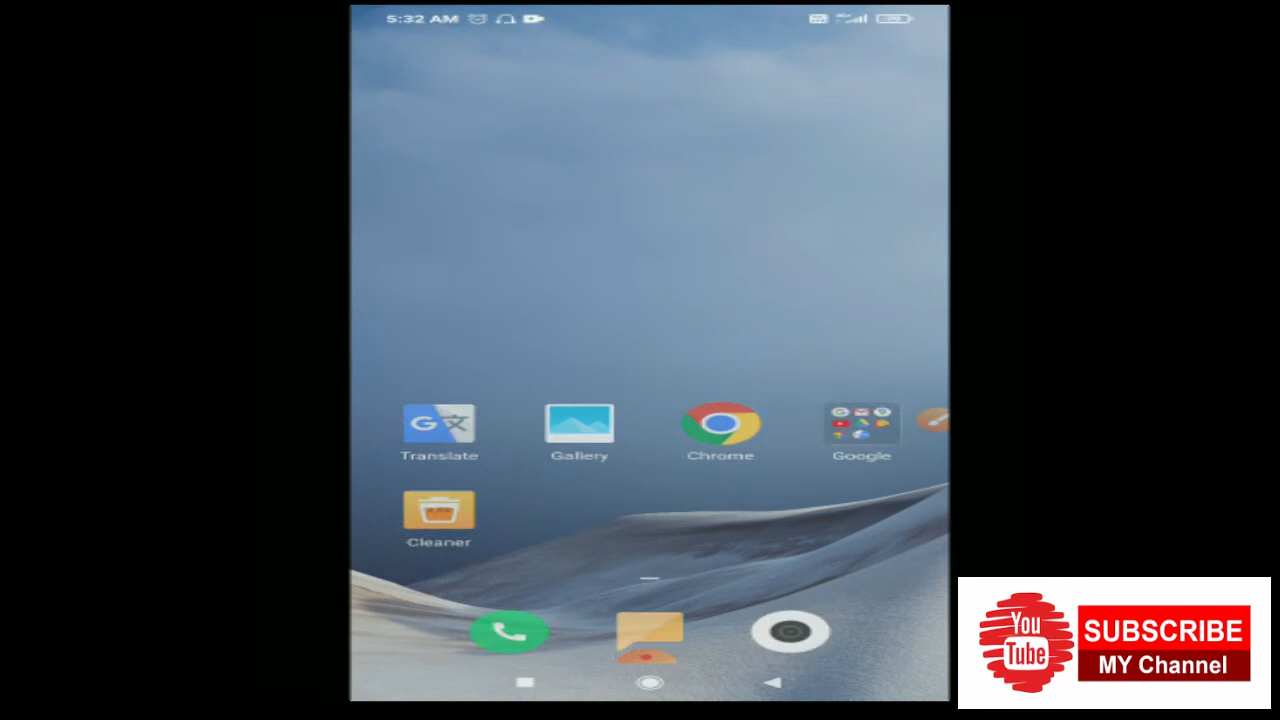 5:32 AM
Translate
Gallery
Chrome
Google
Cleaner
You
Tube
SUBSCRIBE
MY Channel